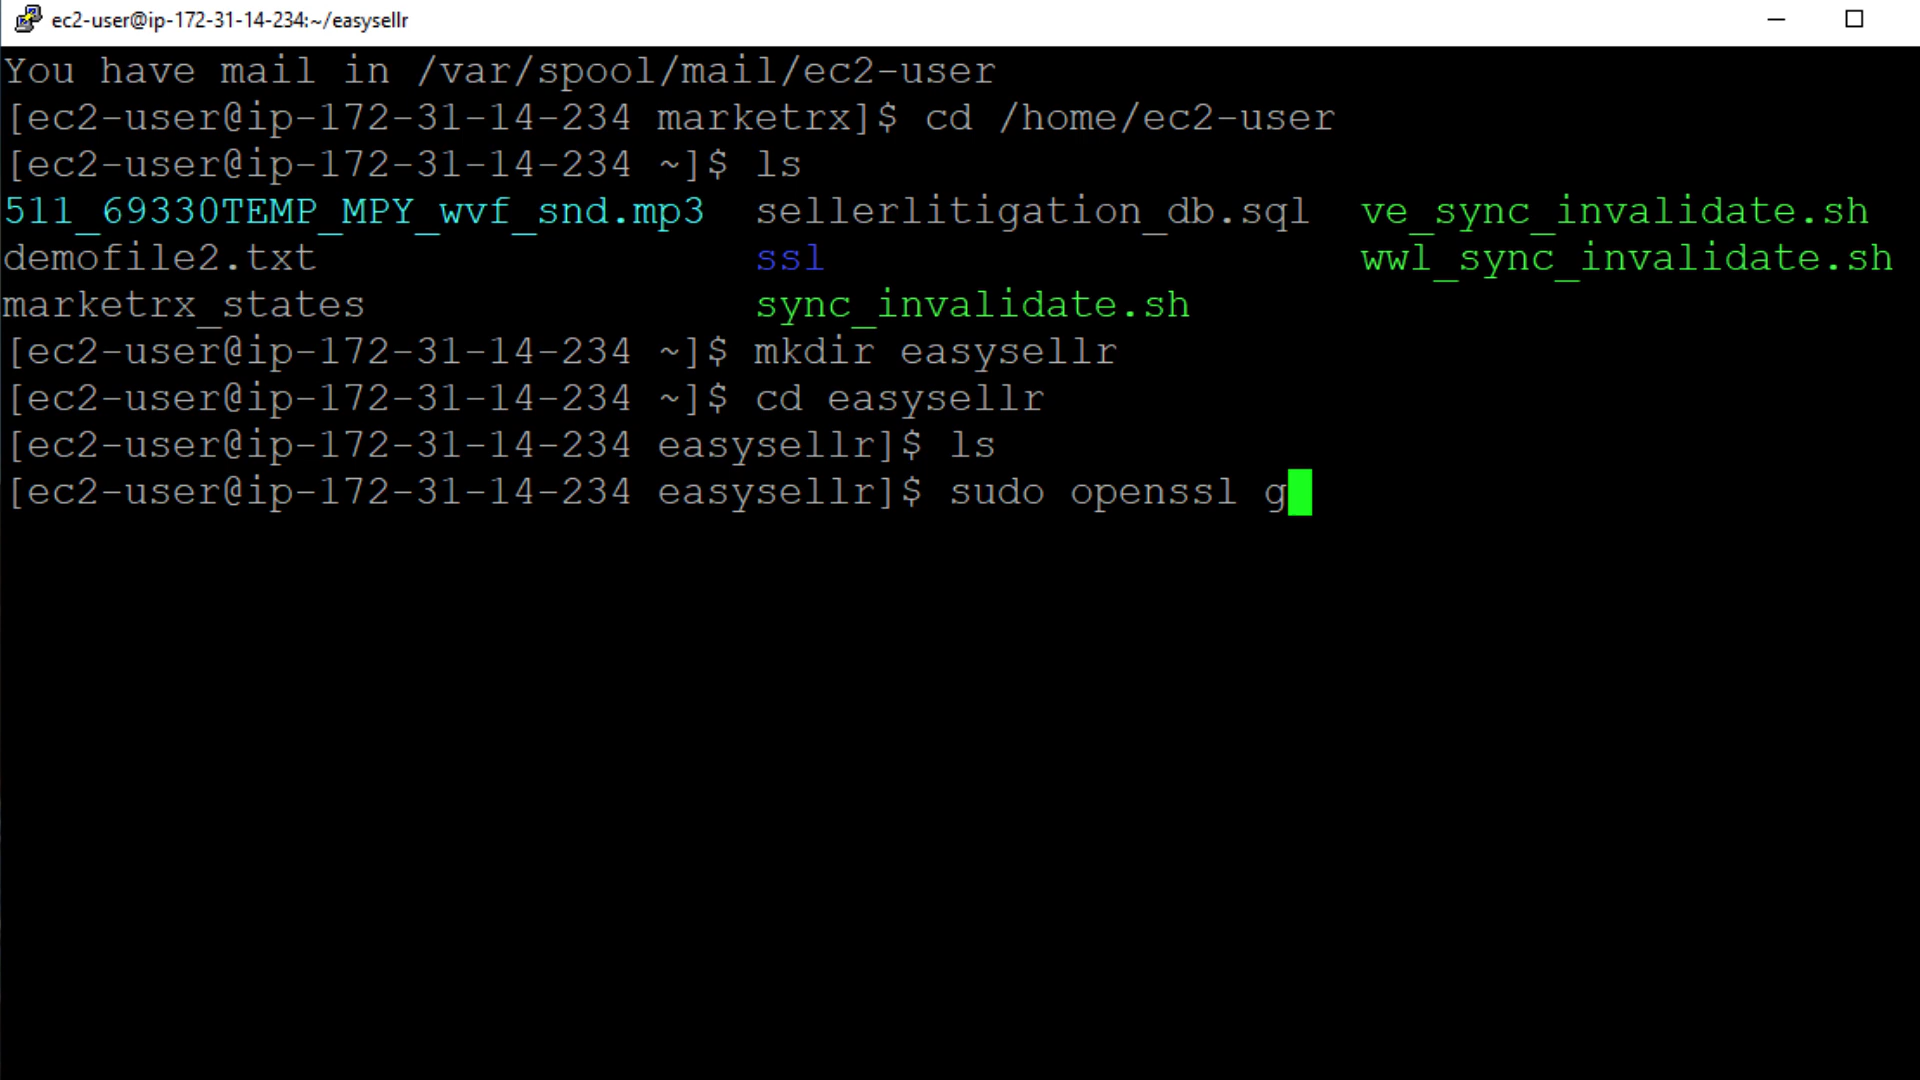 ec2-user@ip-172-31-14-234:~/easysellr
You have mail in /var/spool/mail/ec2-user
[ec2-user@ip-172-31-14-234 marketrx]$ cd /home/ec2-user
[ec2-user@ip-172-31-14-234 ~]$ ls
511_69330TEMP_MPY_wvf_snd.mp3  sellerlitigation_db.sql  ve_sync_invalidate.sh
demofile2.txt                  ssl                      wwl_sync_invalidate.sh
marketrx_states                sync_invalidate.sh
[ec2-user@ip-172-31-14-234 ~]$ mkdir easysellr
[ec2-user@ip-172-31-14-234 ~]$ cd easysellr
[ec2-user@ip-172-31-14-234 easysellr]$ ls
[ec2-user@ip-172-31-14-234 easysellr]$ sudo openssl g